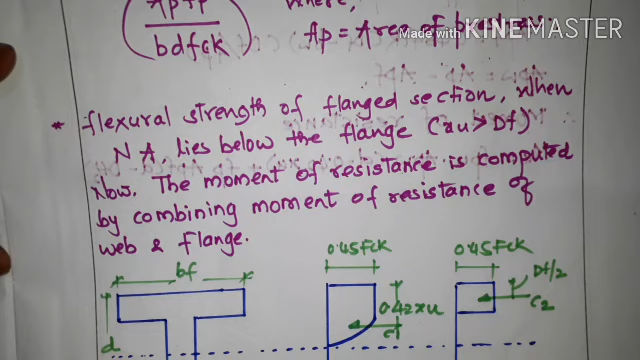 Ap fp
bdfck
where,
Ap = Area of
Made with KINEMASTER
* flexural strength of flanged section, when
N A, lies below the flange (xu > Df)
Now. The moment of resistance is computed
by combining moment of resistance of
web & flange.
bf
d
0.45Fck
0.42xu
C1
0.45Fck
Df/2
C2